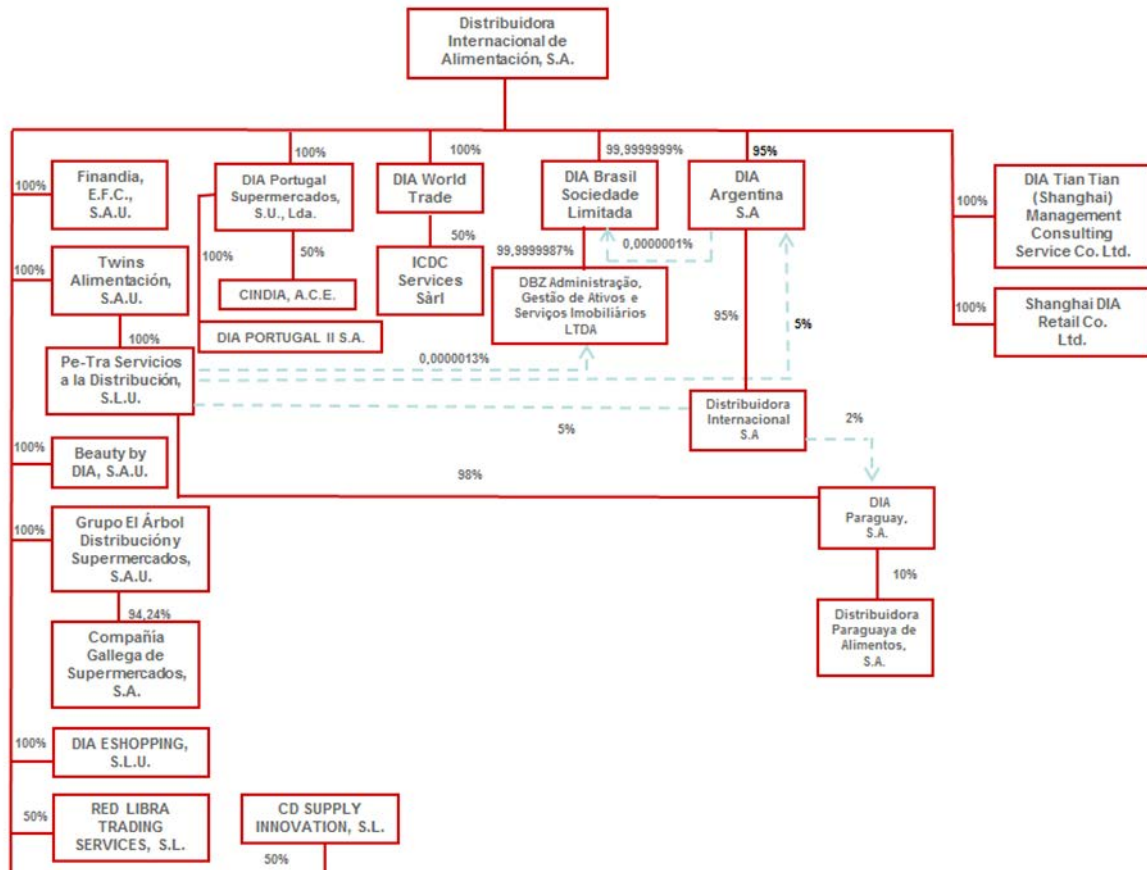 Distribuidora
Internacional de
Alimentación, S.A.
100%
100%
99,9999999%
95%
100%
Finandia,
E.F.C.,
S.A.U.
DIA Portugal
Supermercados,
S.U., Lda.
DIA World
Trade
DIA Brasil
Sociedade
Limitada
DIA
Argentina
S.A
100%
DIA Tian Tian
(Shanghai)
Management
Consulting
Service Co. Ltd.
100%
Twins
Alimentación,
S.A.U.
100%
50%
50%
99,9999987%
0,0000001%
CINDIA, A.C.E.
ICDC
Services
Sàrl
DBZ Administração,
Gestão de Ativos e
Serviços Imobiliários
LTDA
100%
Shanghai DIA
Retail Co.
Ltd.
95%
5%
100%
DIA PORTUGAL II S.A.
Pe-Tra Servicios
a la Distribución,
S.L.U.
0,0000013%
5%
Distribuidora
Internacional
S.A
2%
100%
Beauty by
DIA, S.A.U.
98%
DIA
Paraguay,
S.A.
100%
Grupo El Árbol
Distribución y
Supermercados,
S.A.U.
10%
94,24%
Distribuidora
Paraguaya de
Alimentos,
S.A.
Compañía
Gallega de
Supermercados,
S.A.
100%
DIA ESHOPPING,
S.L.U.
50%
RED LIBRA
TRADING
SERVICES, S.L.
CD SUPPLY
INNOVATION, S.L.
50%